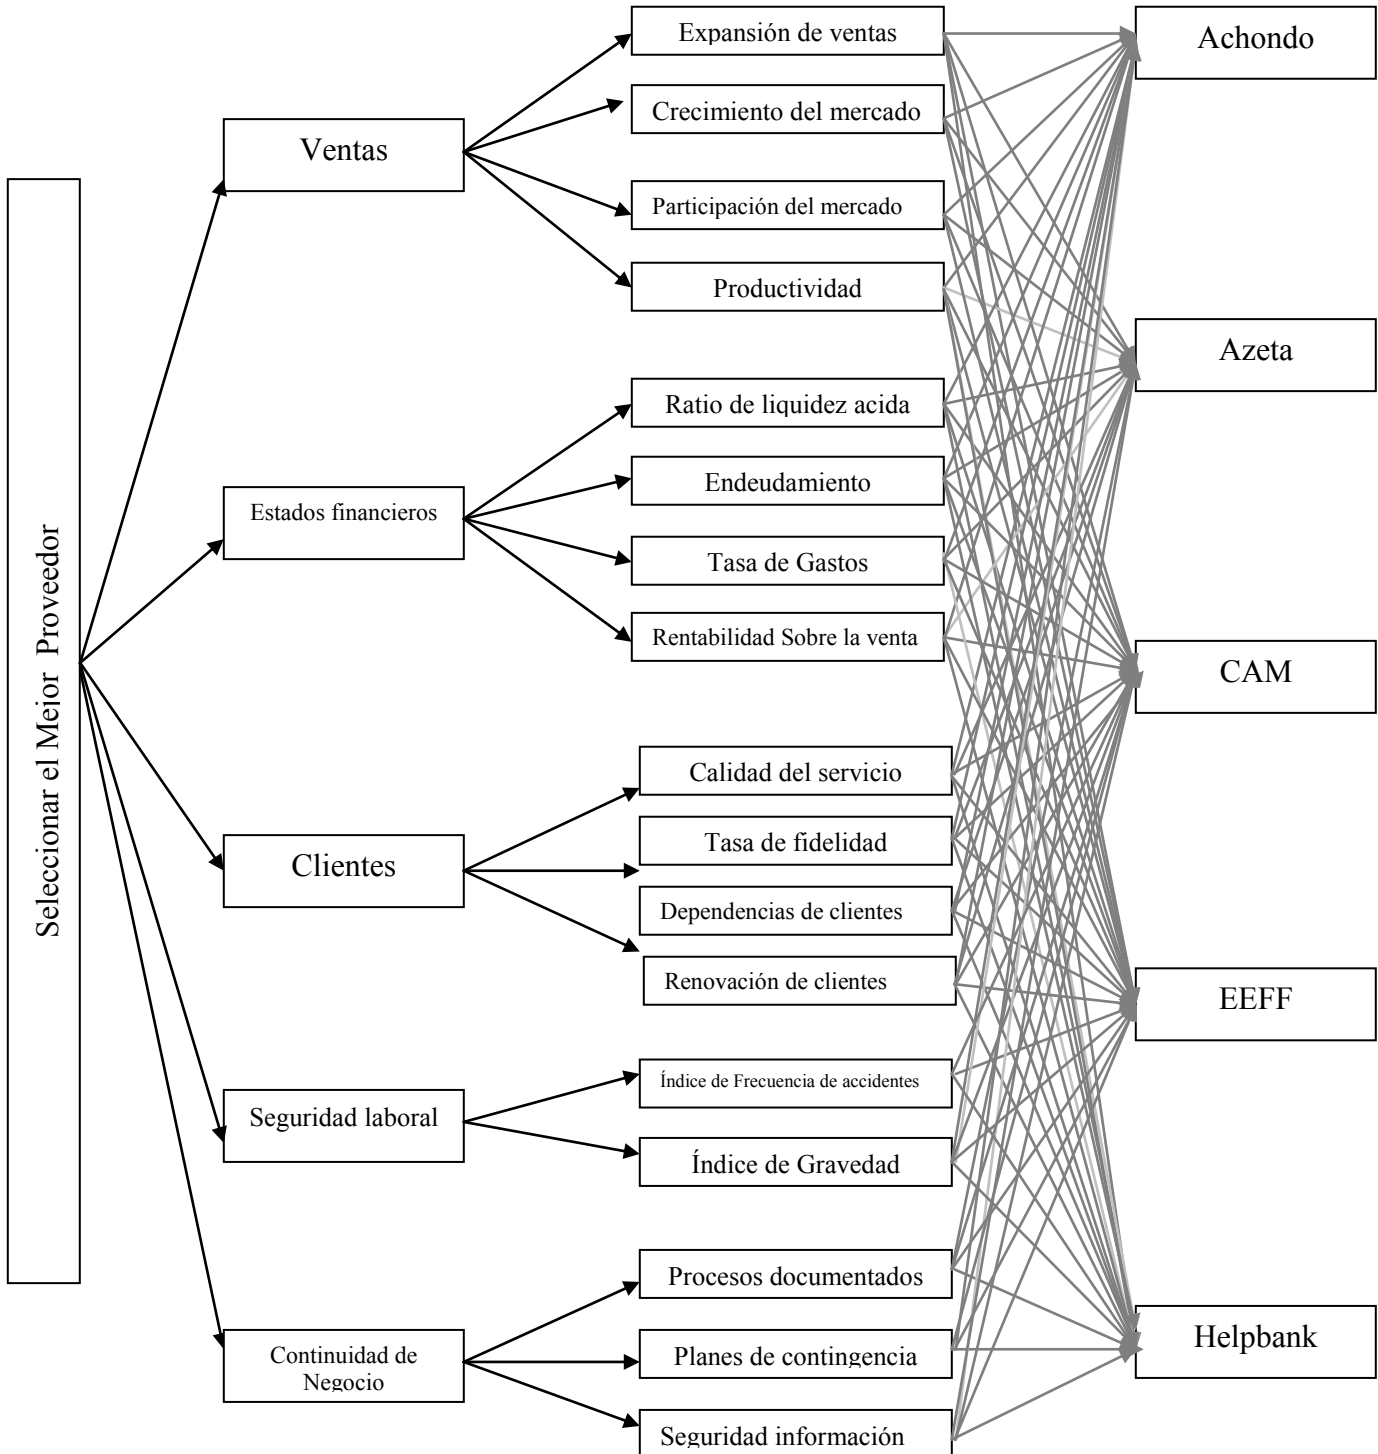 Seleccionar el Mejor Proveedor
Ventas
Estados financieros
Clientes
Seguridad laboral
Continuidad de
Negocio
Expansión de ventas
Crecimiento del mercado
Participación del mercado
Productividad
Ratio de liquidez acida
Endeudamiento
Tasa de Gastos
Rentabilidad Sobre la venta
Calidad del servicio
Tasa de fidelidad
Dependencias de clientes
Renovación de clientes
Índice de Frecuencia de accidentes
Índice de Gravedad
Procesos documentados
Planes de contingencia
Seguridad información
Achondo
Azeta
CAM
EEFF
Helpbank